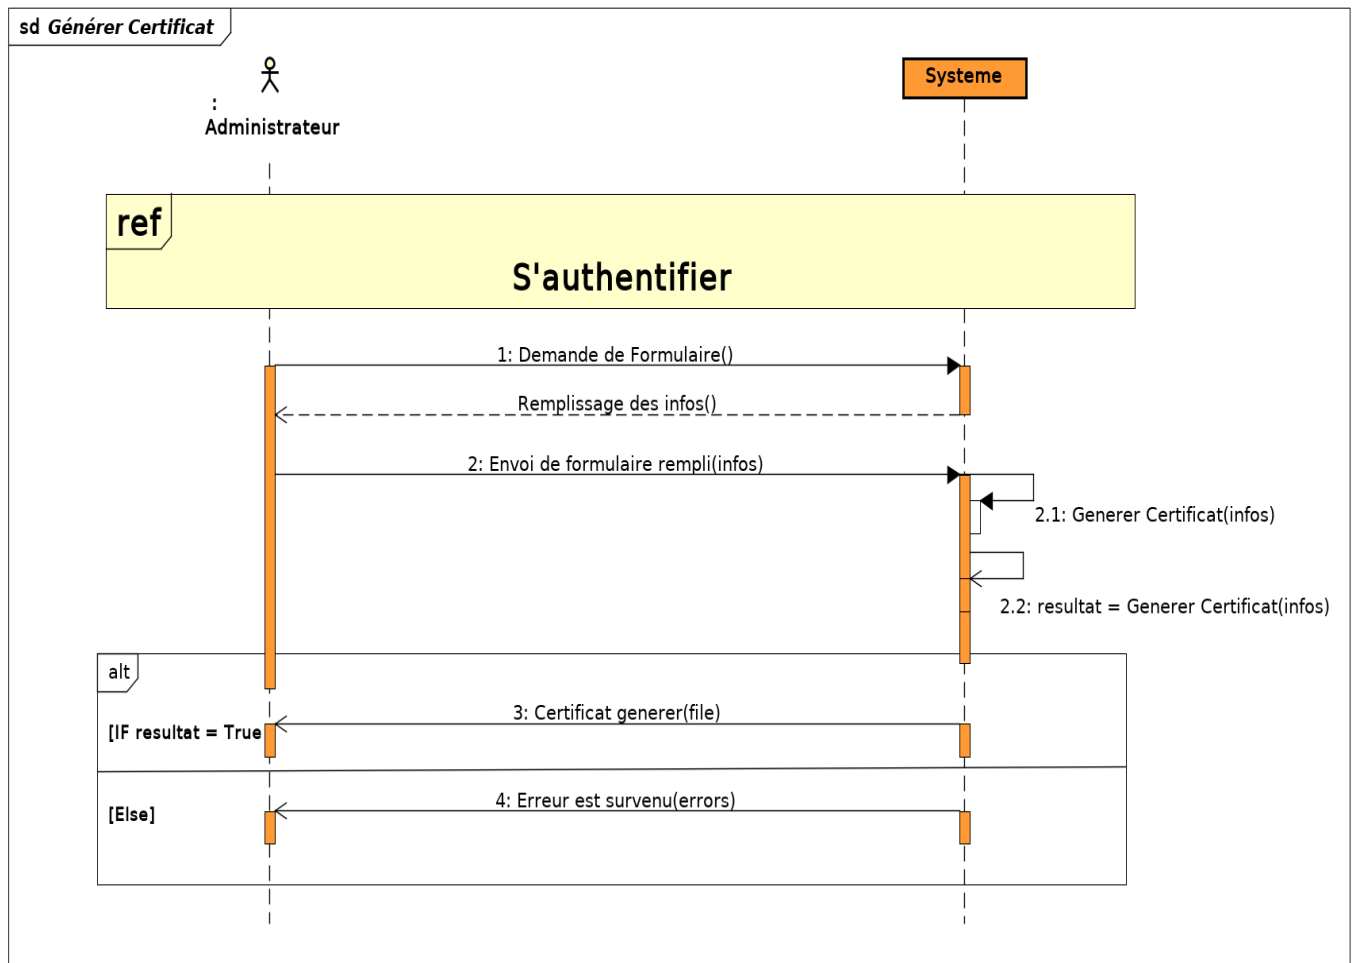 sd Générer Certificat
Systeme
:
Administrateur
ref
S'authentifier
1: Demande de Formulaire()
Remplissage des infos()
2: Envoi de formulaire rempli(infos)
2.1: Generer Certificat(infos)
2.2: resultat = Generer Certificat(infos)
alt
3: Certificat generer(file)
[IF resultat = True
4: Erreur est survenu(errors)
[Else]